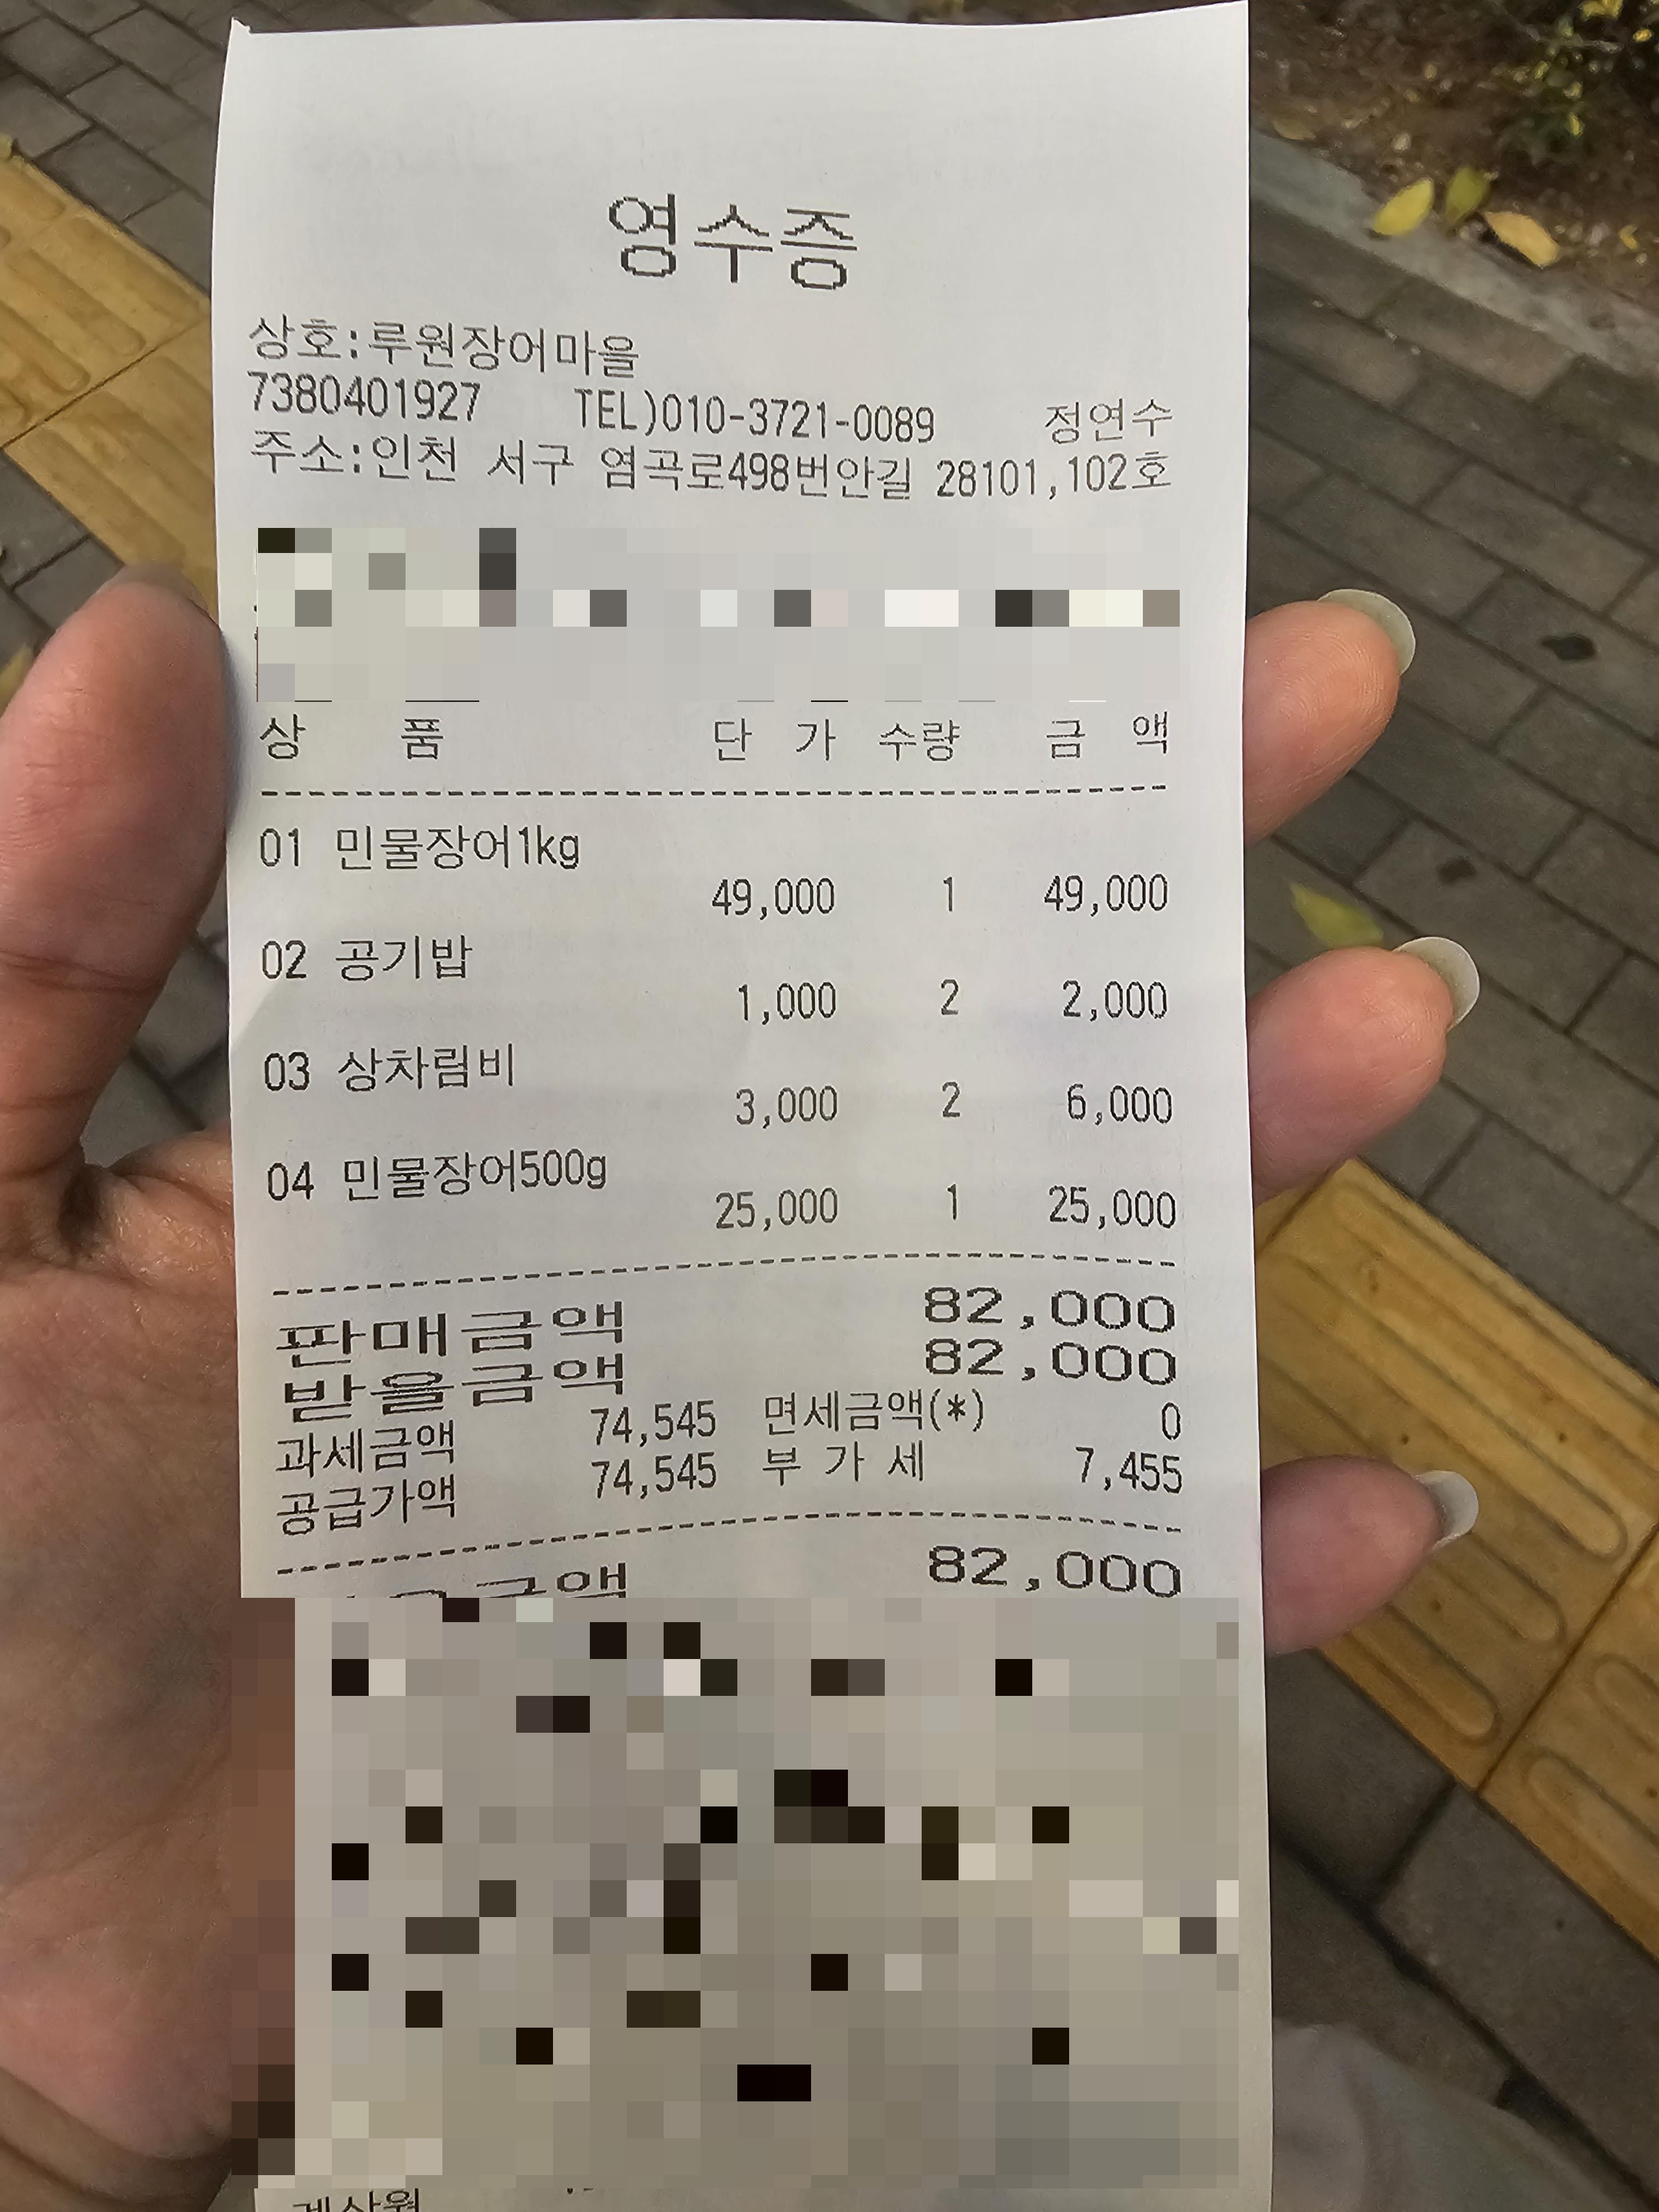 영수증
상호:루원장어마을
7380401927 TEL)010-3721-0089 정연수
주소:인천 서구 염곡로498번안길 28101,102호
상 품 단 가 수량 금 액
01 민물장어1kg
49,000 1 49,000
02 공기밥
1,000 2 2,000
03 상차림비
3,000 2 6,000
04 민물장어500g
25,000 1 25,000
판매금액 82,000
받을금액 82,000
과세금액 74,545 면세금액(*) 0
공급가액 74,545 부 가 세 7,455
금액 82,000